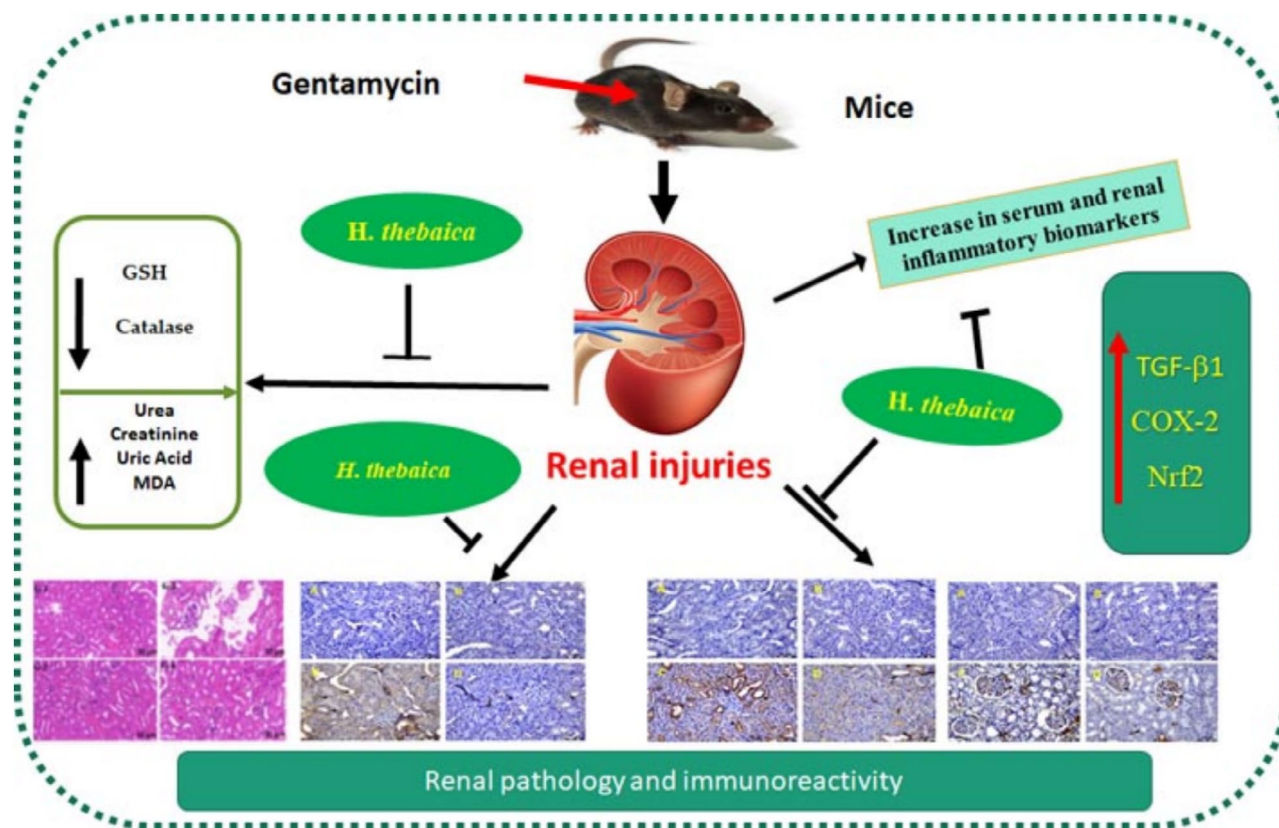 Gentamycin
Mice
H. thebaica
Increase in serum and renal
inflammatory biomarkers
GSH
Catalase
Urea
Creatinine
Uric Acid
MDA
H. thebaica
H. thebaica
TGF-β1
COX-2
Nrf2
Renal injuries
A
B
A
B
A
B
D
D
Renal pathology and immunoreactivity